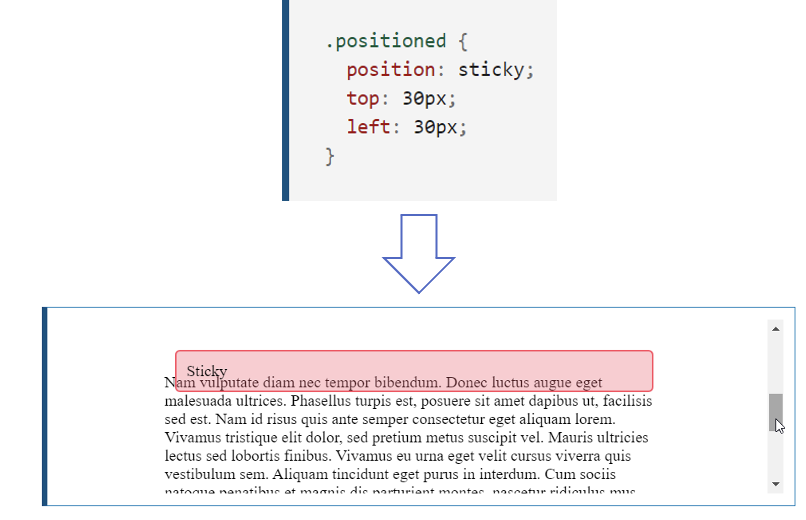 .positioned {
position: sticky;
top: 30px;
left: 30px;
}
Sticky
Nam vulputate diam nec tempor bibendum. Donec luctus augue eget
malesuada ultrices. Phasellus turpis est, posuere sit amet dapibus ut, facilisis
sed est. Nam id risus quis ante semper consectetur eget aliquam lorem.
Vivamus tristique elit dolor, sed pretium metus suscipit vel. Mauris ultricies
lectus sed lobortis finibus. Vivamus eu urna eget velit cursus viverra quis
vestibulum sem. Aliquam tincidunt eget purus in interdum. Cum sociis
natoque penatibus et magnis dis parturient montes, nascetur ridiculus mus.